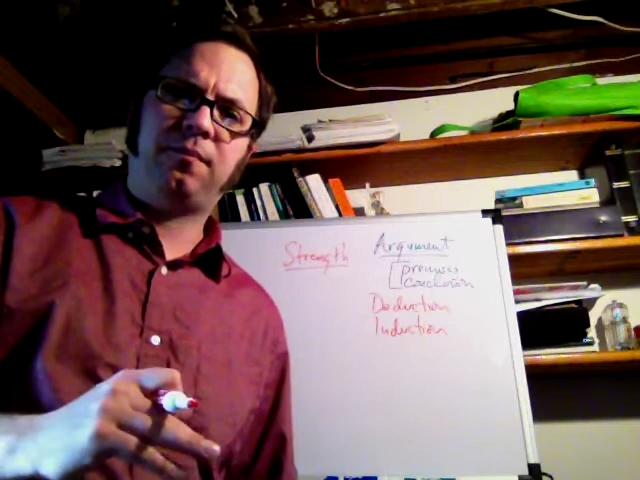 Strength
Argument
premises
conclusion
Deduction
Induction